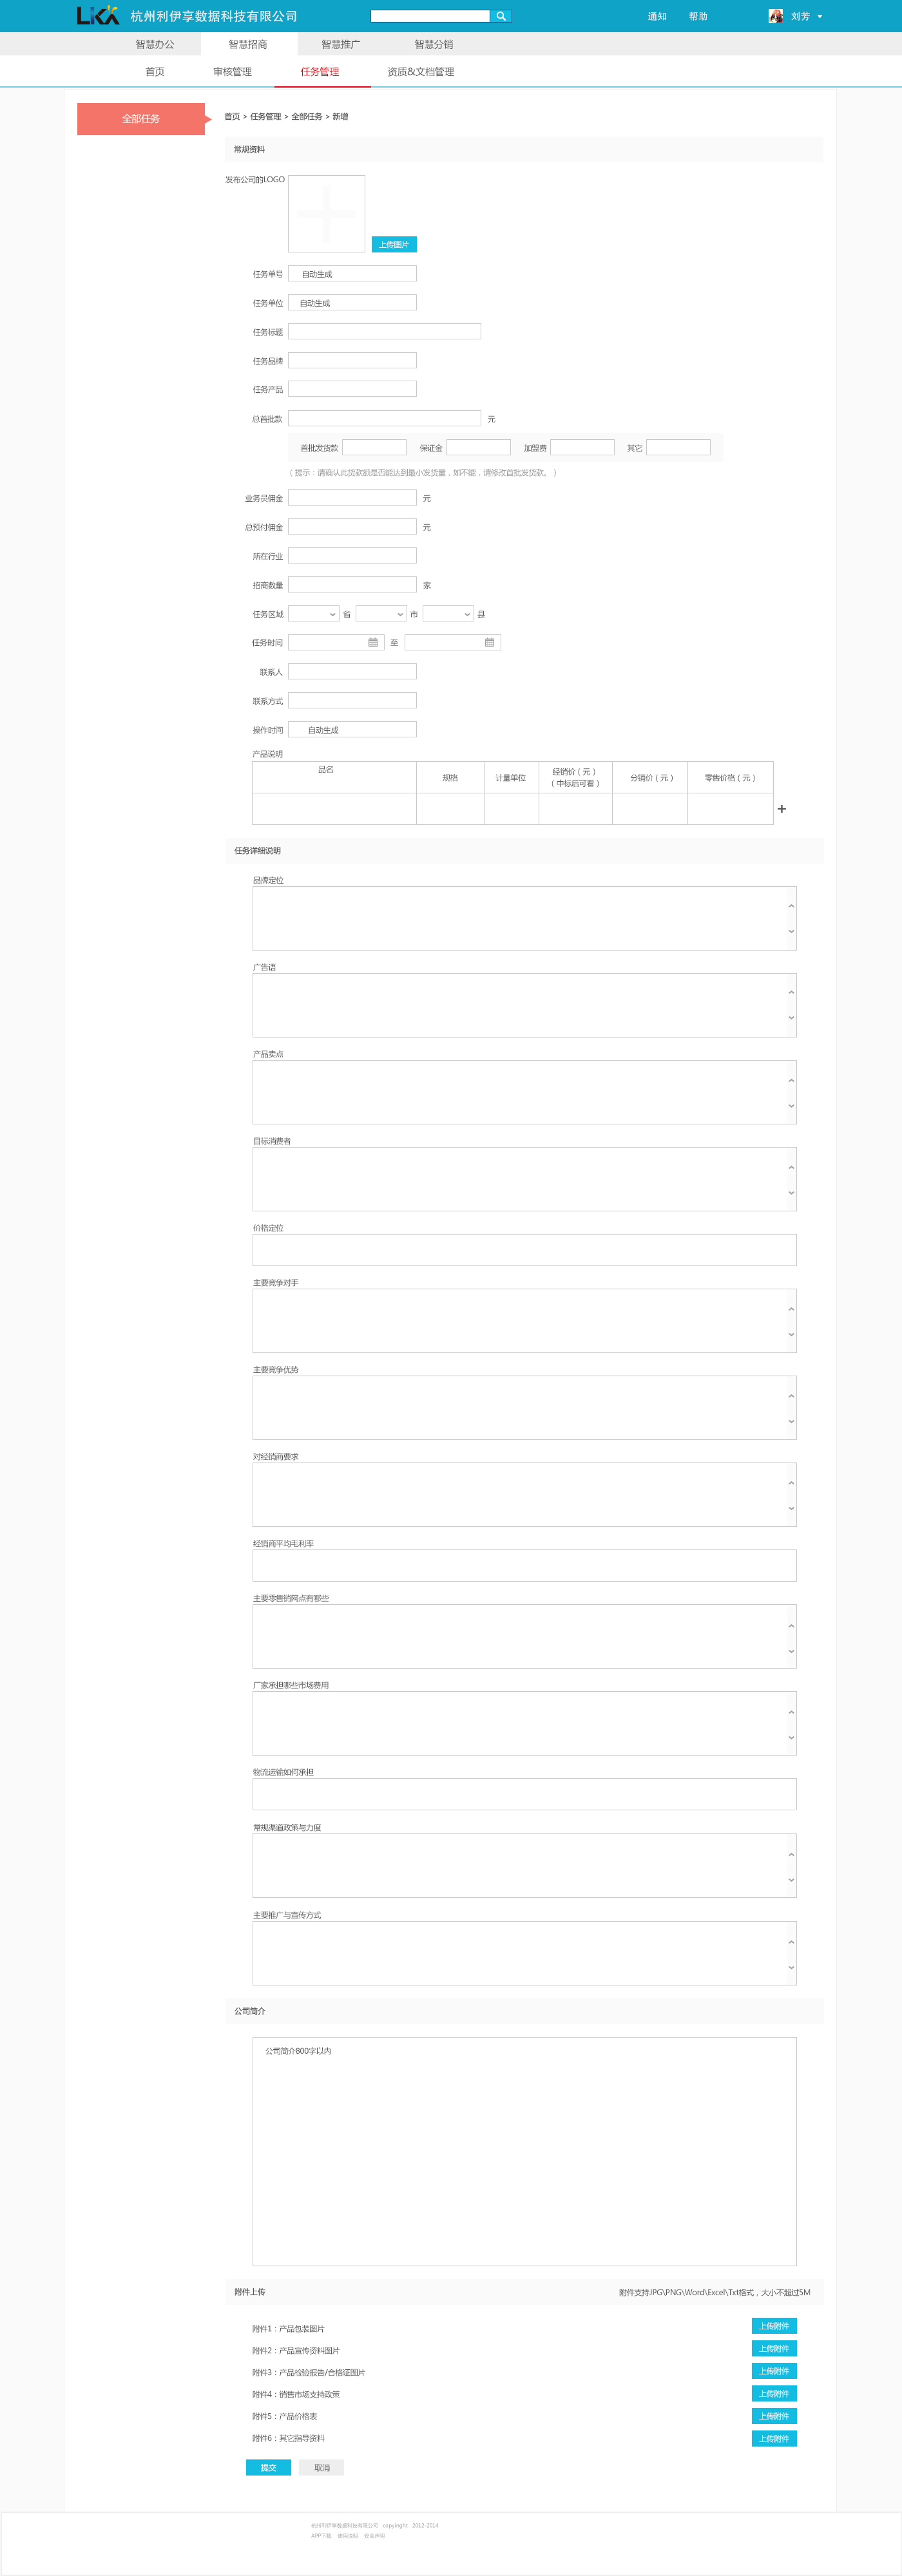 LKX 杭州利伊享数据科技有限公司 通知 帮助 刘芳
智慧办公 智慧招商 智慧推广 智慧分销
首页 审核管理 任务管理 资质&文档管理
全部任务
首页 > 任务管理 > 全部任务 > 新增
常规资料
发布公司的LOGO
上传图片
任务单号 自动生成
任务单位 自动生成
任务标题
任务品牌
任务产品
总首批款 元
首批发货款 保证金 加盟费 其它
（提示：请确认此货款额是否能达到最小发货量，如不能，请修改首批发货款。）
业务员佣金 元
总预付佣金 元
所在行业
招商数量 家
任务区域 省 市 县
任务时间 至
联系人
联系方式
操作时间 自动生成
产品说明
品名 规格 计量单位 经销价（元）（中标后可看） 分销价（元） 零售价格（元）
任务详细说明
品牌定位
广告语
产品卖点
目标消费者
价格定位
主要竞争对手
主要竞争优势
对经销商要求
经销商平均毛利率
主要零售销网点有哪些
厂家承担哪些市场费用
物流运输如何承担
常规渠道政策与力度
主要推广与宣传方式
公司简介
公司简介800字以内
附件上传 附件支持JPG\PNG\Word\Excel\Txt格式，大小不超过5M
附件1：产品包装图片 上传附件
附件2：产品宣传资料图片 上传附件
附件3：产品检验报告/合格证图片 上传附件
附件4：销售市场支持政策 上传附件
附件5：产品价格表 上传附件
附件6：其它指导资料 上传附件
提交 取消
杭州利伊享数据科技有限公司 copyright 2012-2014
APP下载 使用说明 安全声明